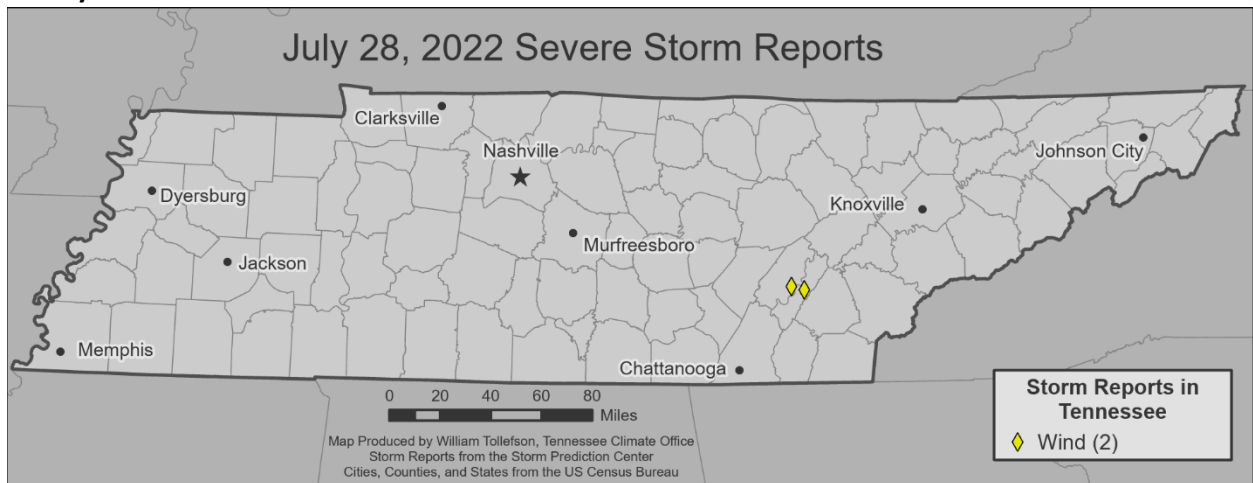 July 28, 2022 Severe Storm Reports
Clarksville
Nashville
Johnson City
Dyersburg
Knoxville
Murfreesboro
Jackson
Memphis
Chattanooga
0 20 40 60 80
Miles
Map Produced by William Tollefson, Tennessee Climate Office
Storm Reports from the Storm Prediction Center
Cities, Counties, and States from the US Census Bureau
Storm Reports in
Tennessee
Wind (2)